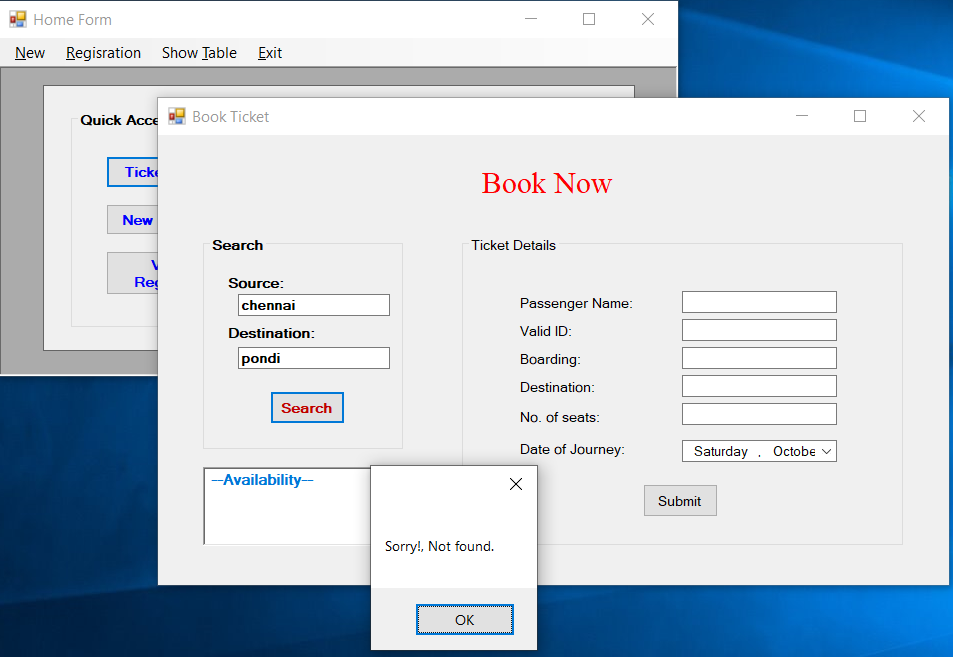 Home Form
New Regisration Show Table Exit
Quick Acce
Ticke
New
V
Reg
Book Ticket
Book Now
Search
Source:
chennai
Destination:
pondi
Search
--Availability--
Ticket Details
Passenger Name:
Valid ID:
Boarding:
Destination:
No. of seats:
Date of Journey: Saturday , Octobe
Submit
Sorry!, Not found.
OK